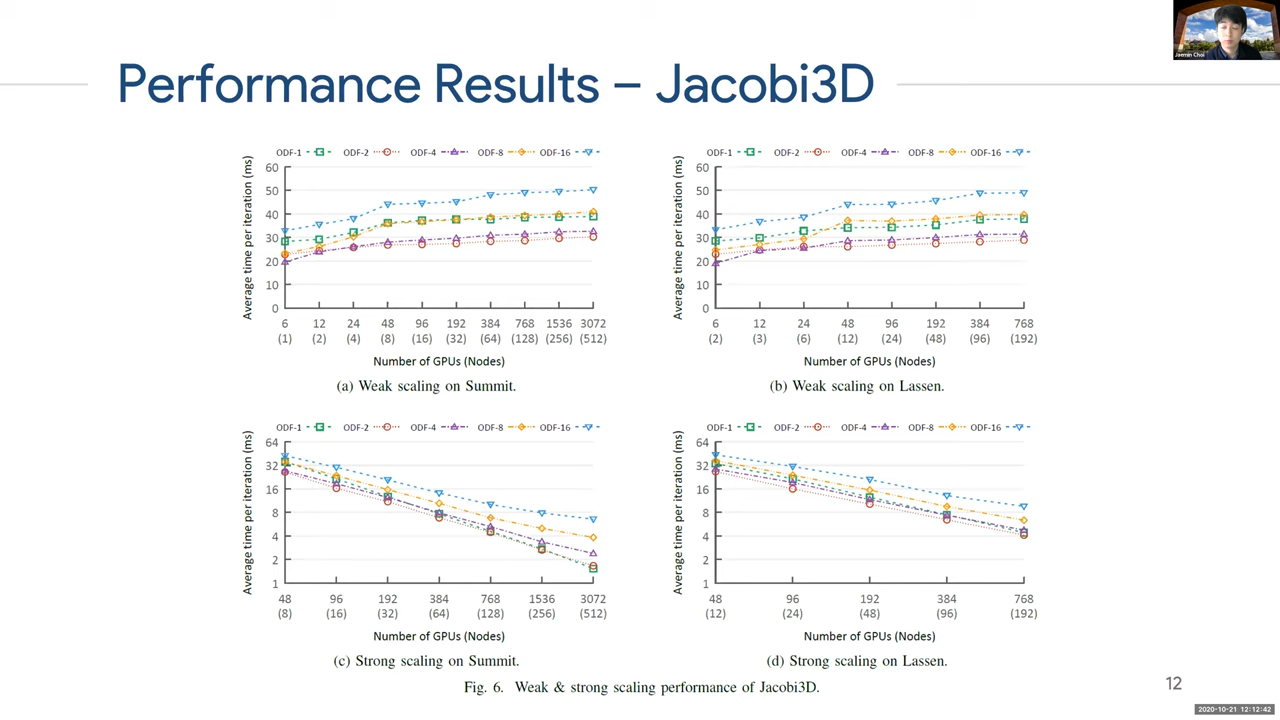 Jaemin Choi
Performance Results – Jacobi3D
ODF-1 ODF-2 ODF-4 ODF-8 ODF-16
Average time per iteration (ms)
60
50
40
30
20
10
0
6 12 24 48 96 192 384 768 1536 3072
(1) (2) (4) (8) (16) (32) (64) (128) (256) (512)
Number of GPUs (Nodes)
(a) Weak scaling on Summit.
ODF-1 ODF-2 ODF-4 ODF-8 ODF-16
Average time per iteration (ms)
60
50
40
30
20
10
0
6 12 24 48 96 192 384 768
(2) (3) (6) (12) (24) (48) (96) (192)
Number of GPUs (Nodes)
(b) Weak scaling on Lassen.
ODF-1 ODF-2 ODF-4 ODF-8 ODF-16
Average time per iteration (ms)
64
32
16
8
4
2
1
48 96 192 384 768 1536 3072
(8) (16) (32) (64) (128) (256) (512)
Number of GPUs (Nodes)
(c) Strong scaling on Summit.
ODF-1 ODF-2 ODF-4 ODF-8 ODF-16
Average time per iteration (ms)
64
32
16
8
4
2
1
48 96 192 384 768
(12) (24) (48) (96) (192)
Number of GPUs (Nodes)
(d) Strong scaling on Lassen.
Fig. 6. Weak & strong scaling performance of Jacobi3D.
12
2020-10-21 12:12:42